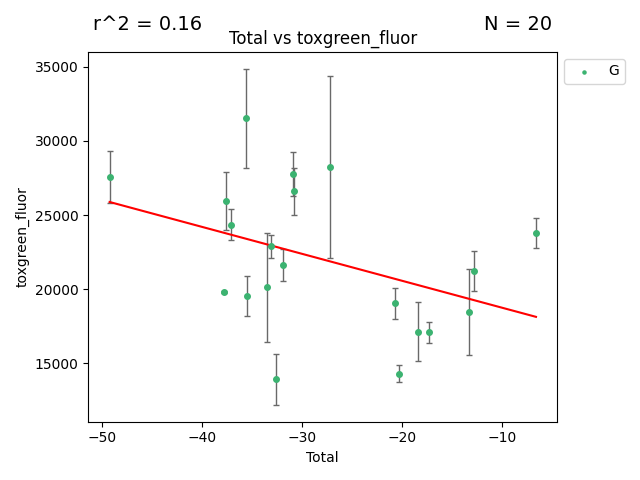 r^2 = 0.16
N = 20
Total vs toxgreen_fluor
G
35000
30000
25000
20000
15000
toxgreen_fluor
−50
−40
−30
−20
−10
Total